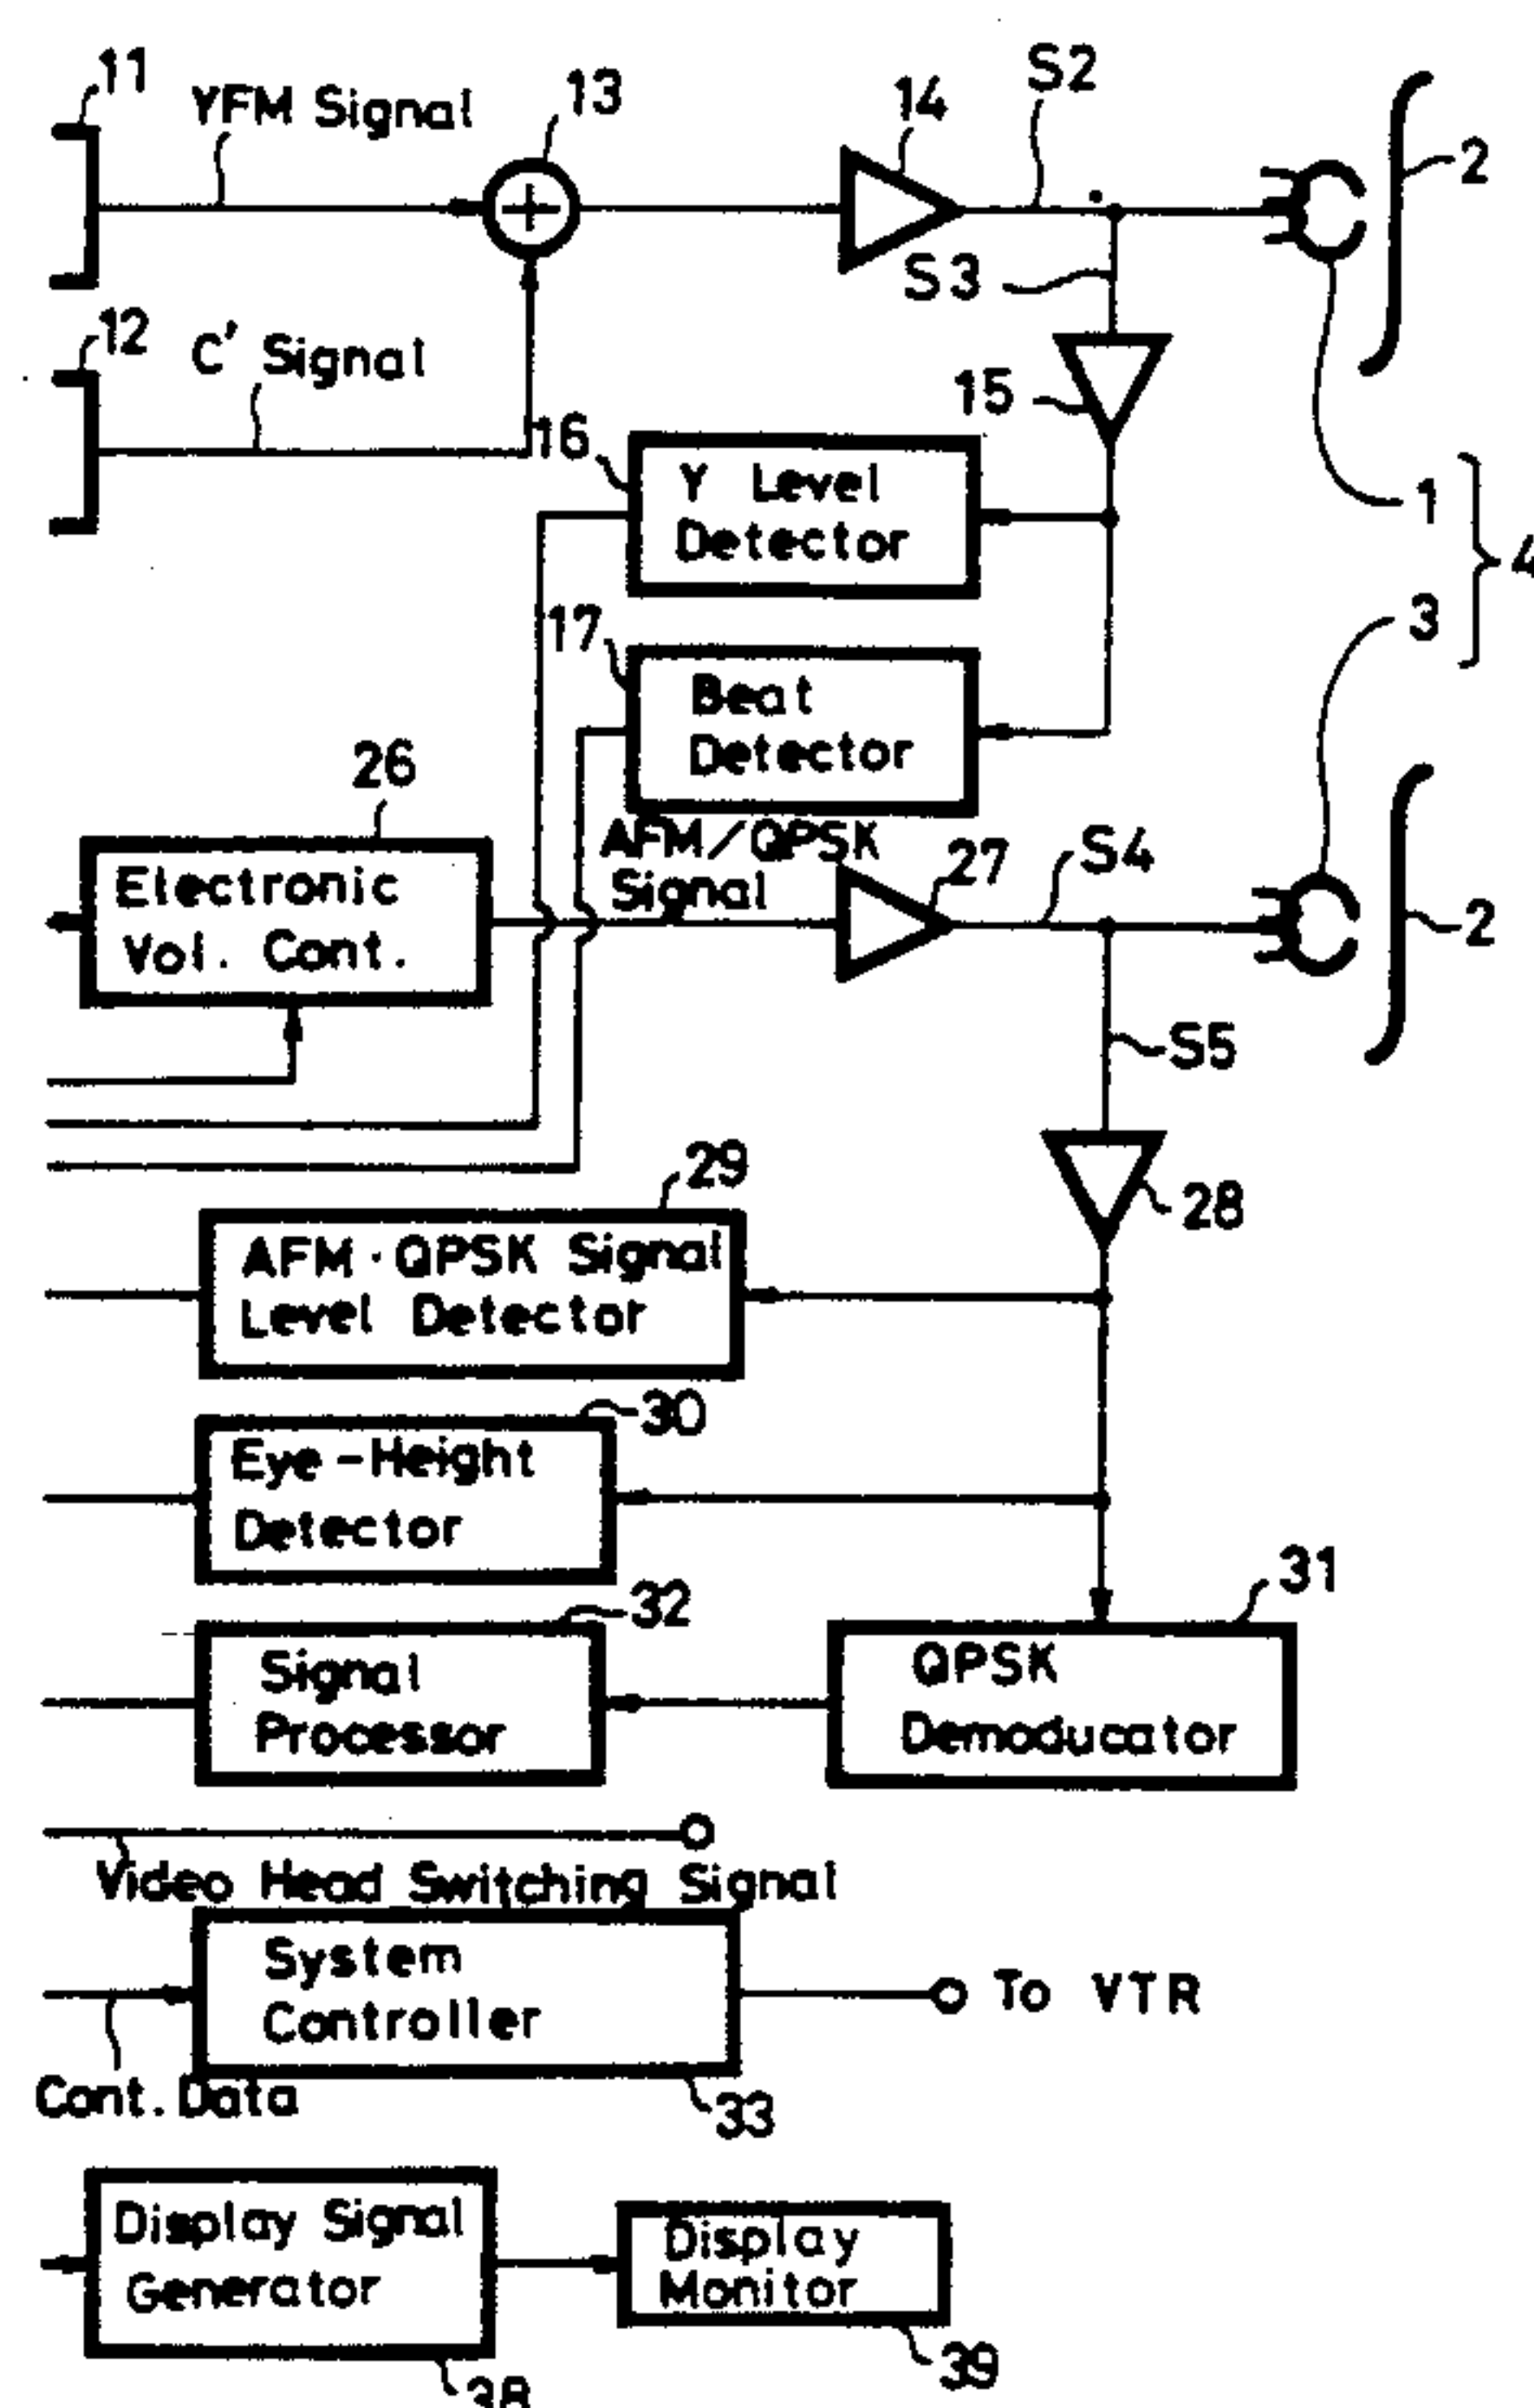 11
YFM Signal
13
14
S2
2
S3
12
C' Signal
15
16
Y Level
Detector
1
4
3
17
Beat
Detector
26
Electronic
Vol. Cont.
AFM/QPSK
Signal
27
S4
2
S5
28
29
AFM·QPSK Signal
Level Detector
30
Eye-Height
Detector
31
32
Signal
Processor
QPSK
Demoducator
Video Head Switching Signal
System
Controller
To VTR
Cont. Data
33
Display Signal
Generator
Display
Monitor
39
38